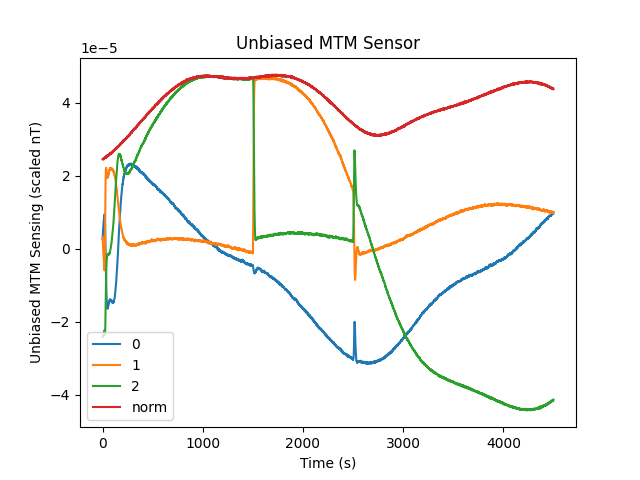 Unbiased MTM Sensor
1e−5
Unbiased MTM Sensing (scaled nT)
4
2
0
−2
−4
0
1
2
norm
0 1000 2000 3000 4000
Time (s)